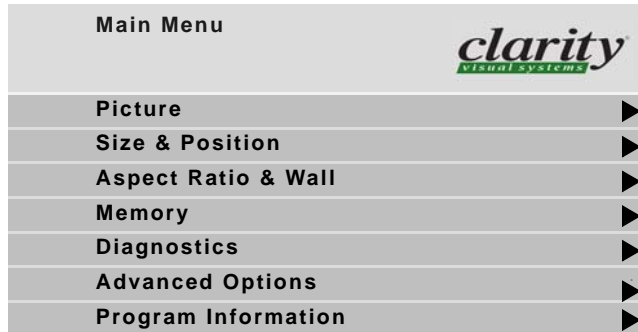 Main Menu
clarity
visual systems
Picture
Size & Position
Aspect Ratio & Wall
Memory
Diagnostics
Advanced Options
Program Information